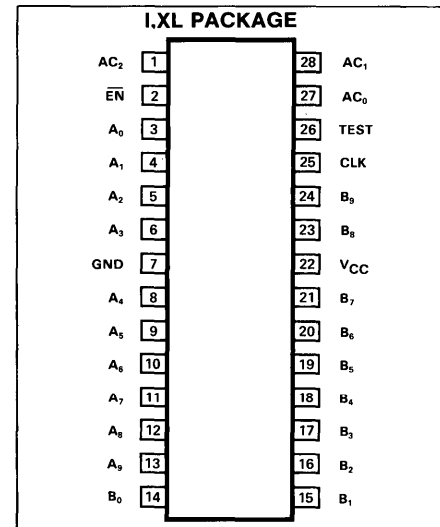 I,XL PACKAGE
AC₂ 1 28 AC₁
E̅N̅ 2 27 AC₀
A₀ 3 26 TEST
A₁ 4 25 CLK
A₂ 5 24 B₉
A₃ 6 23 B₈
GND 7 22 VCC
A₄ 8 21 B₇
A₅ 9 20 B₆
A₆ 10 19 B₅
A₇ 11 18 B₄
A₈ 12 17 B₃
A₉ 13 16 B₂
B₀ 14 15 B₁